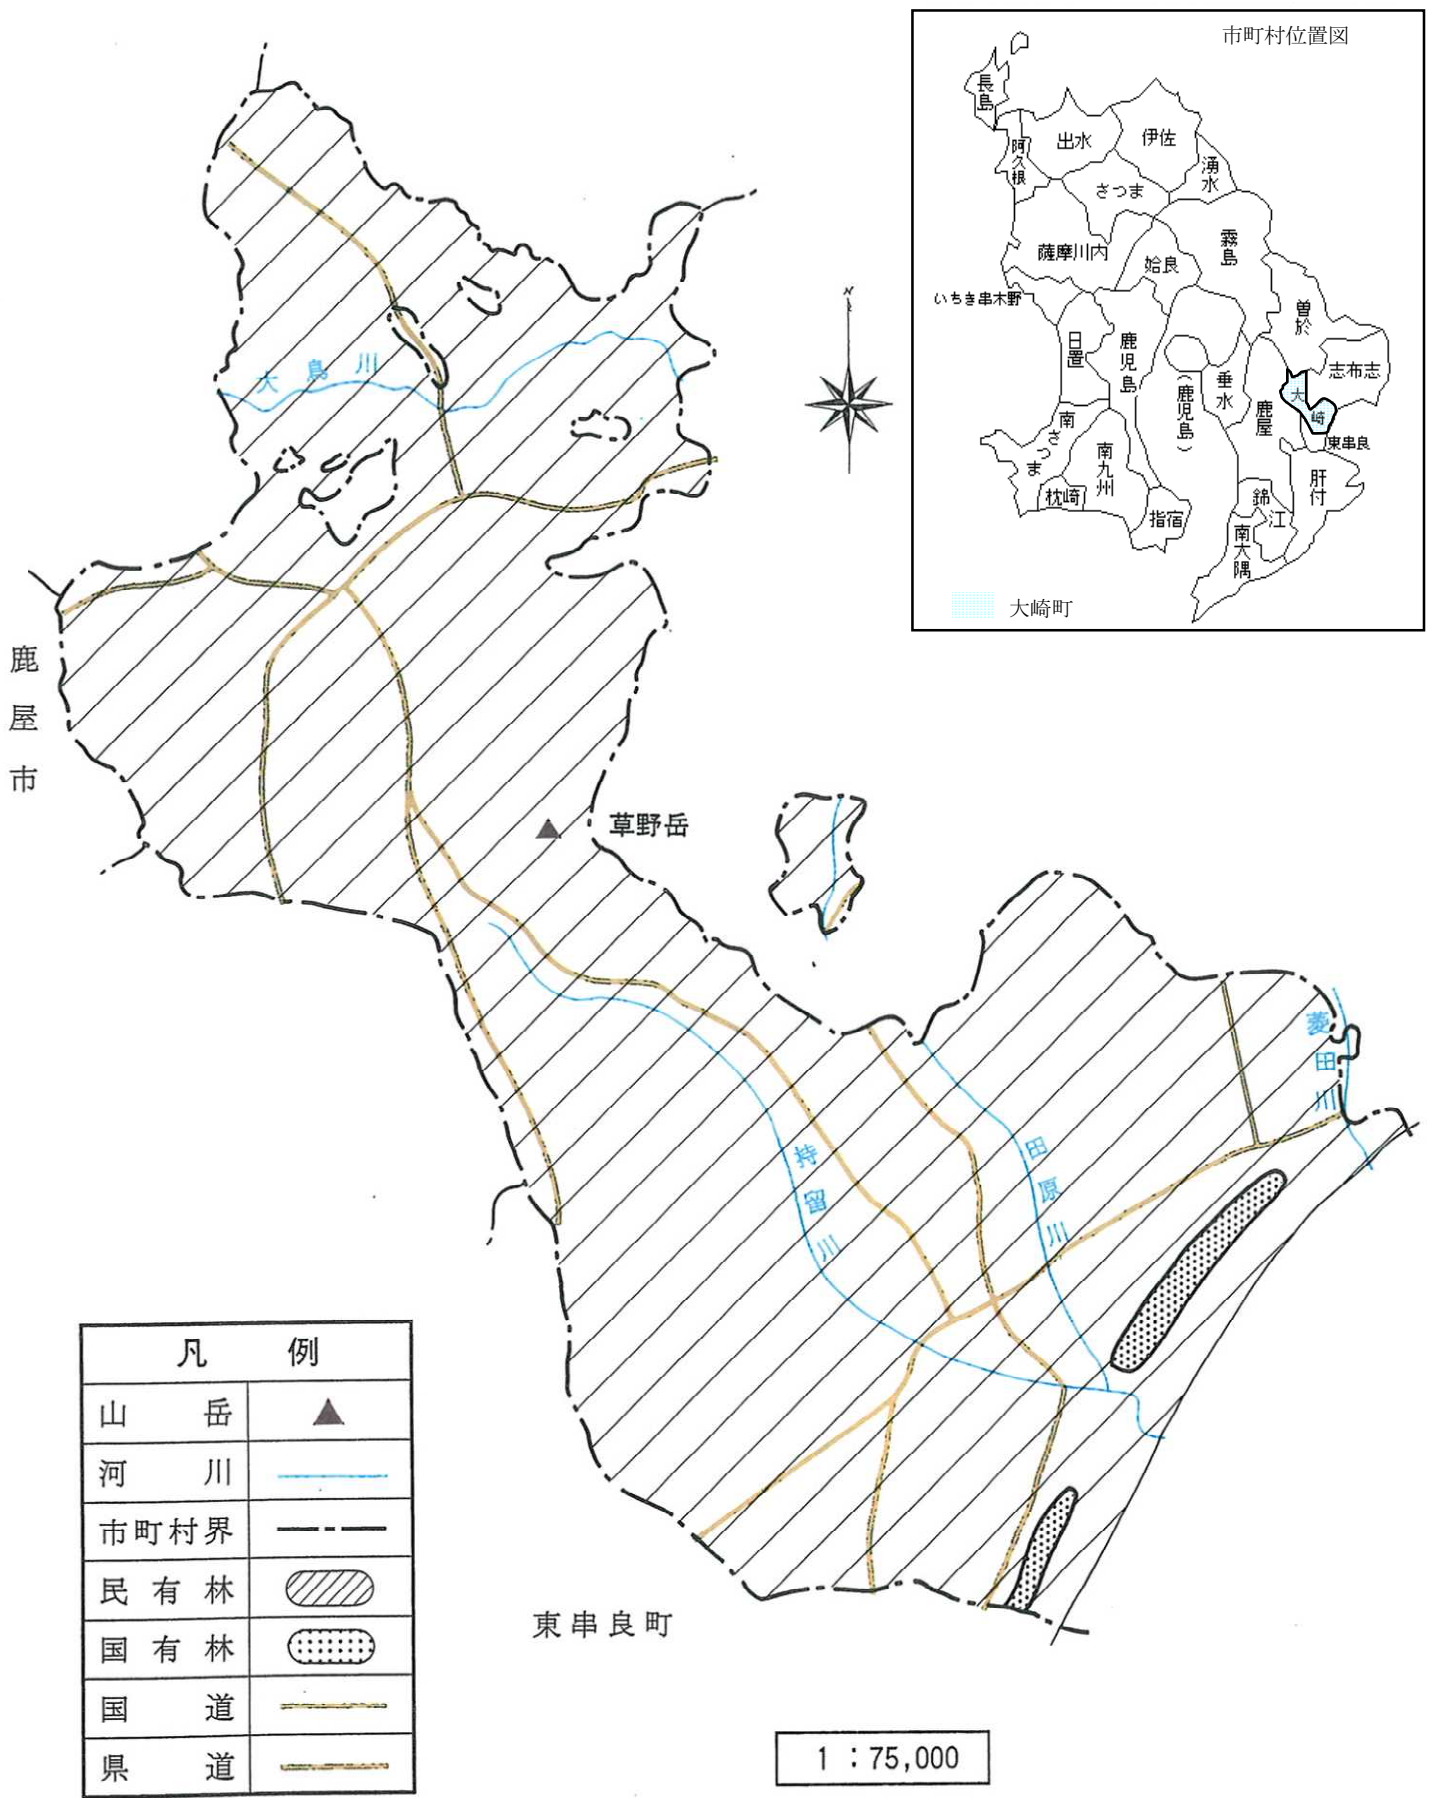 市町村位置図
長島
出水
伊佐
阿久根
湧水
さつま
霧島
薩摩川内
姶良
いちき串木野
曽於
日置
鹿児島
志布志
(鹿児島)
垂水
鹿屋
大崎
東串良
南さつま
南九州
肝付
枕崎
指宿
錦江
南大隅
大崎町
N
大鳥川
鹿屋市
草野岳
菱田川
田原川
持留川
東串良町
凡例
山岳
河川
市町村界
民有林
国有林
国道
県道
1:75,000